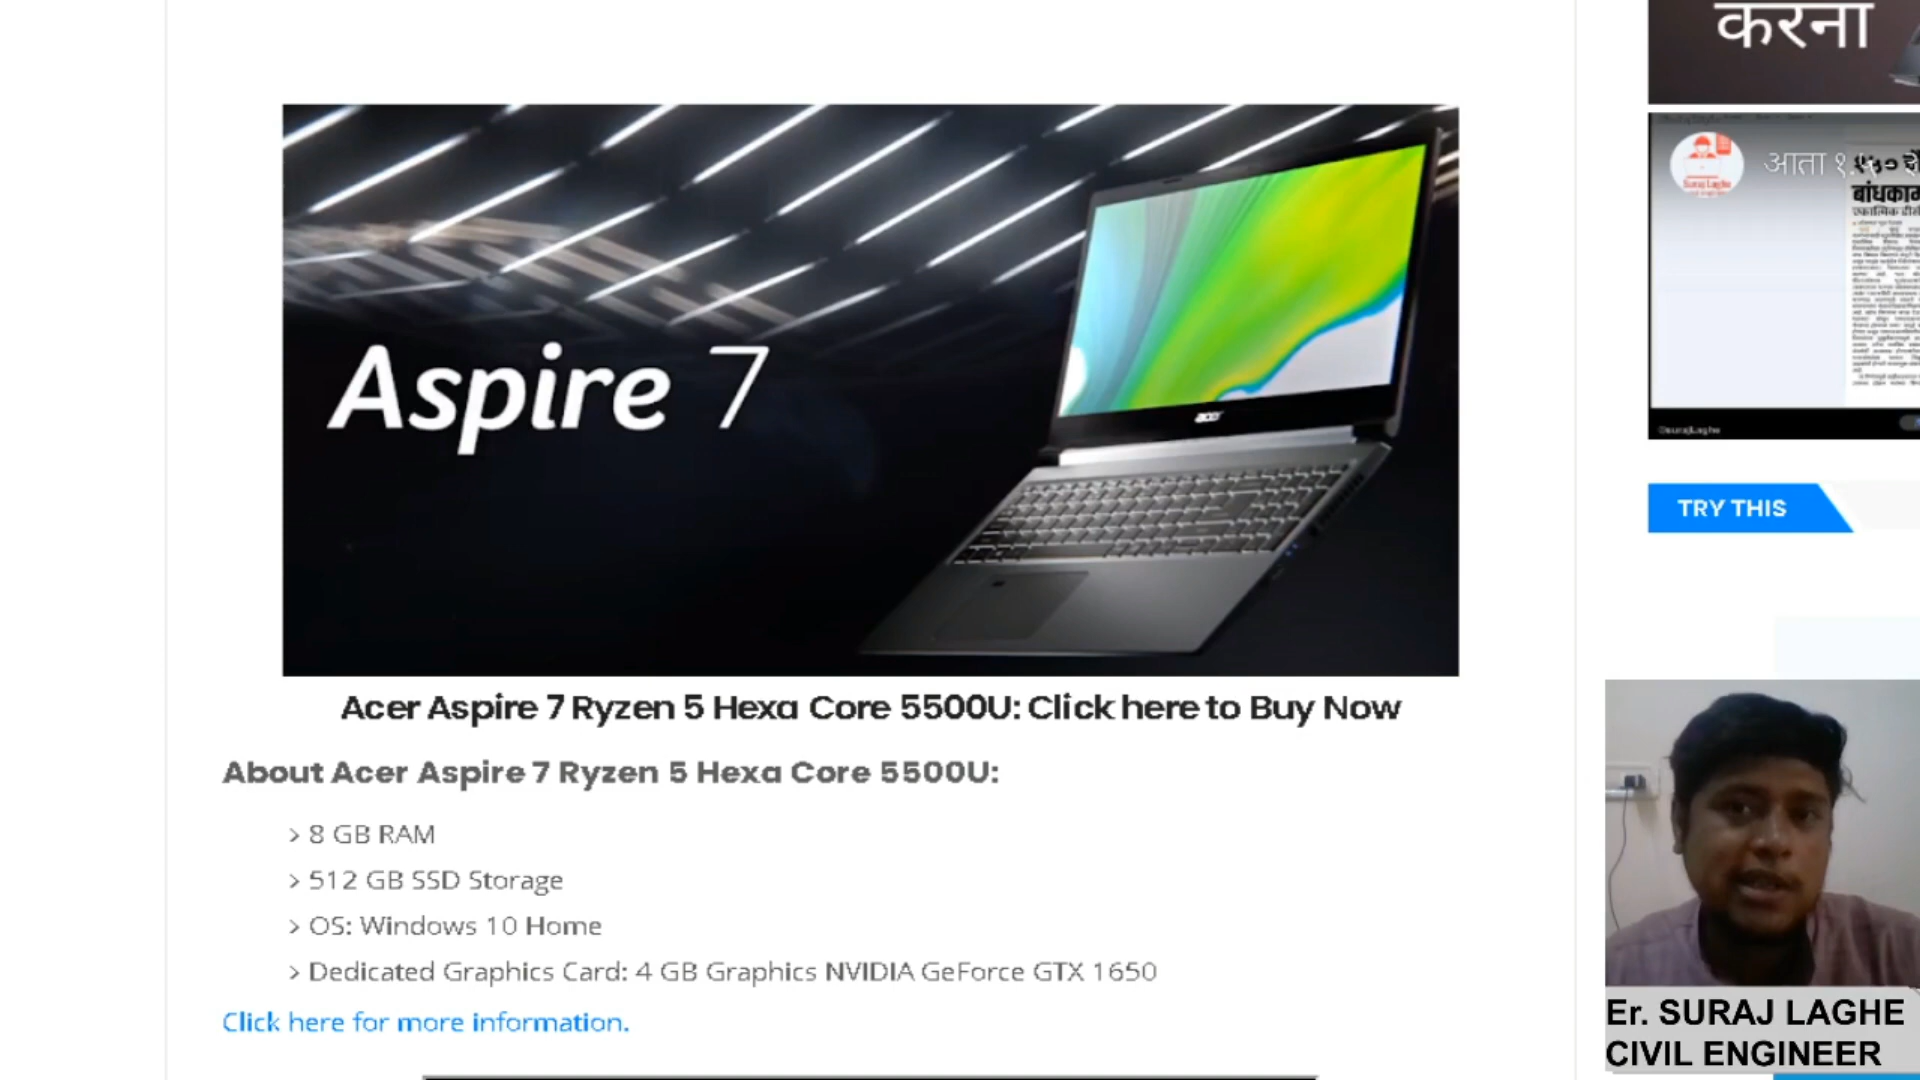 Aspire 7
acer
Acer Aspire 7 Ryzen 5 Hexa Core 5500U: Click here to Buy Now
About Acer Aspire 7 Ryzen 5 Hexa Core 5500U:
> 8 GB RAM
> 512 GB SSD Storage
> OS: Windows 10 Home
> Dedicated Graphics Card: 4 GB Graphics NVIDIA GeForce GTX 1650
Click here for more information.
करना
Suraj Laghe
आता
TRY THIS
Er. SURAJ LAGHE
CIVIL ENGINEER